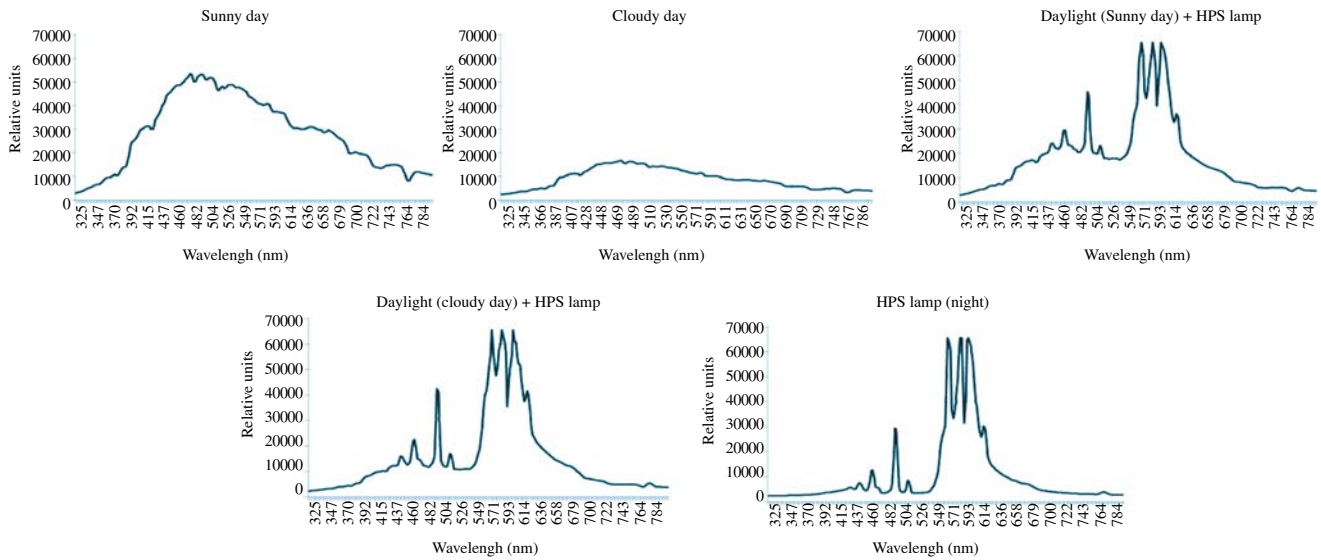 Sunny day
Relative units
70000
60000
50000
40000
30000
20000
10000
0
325 347 370 392 415 437 460 482 504 526 549 571 593 614 636 658 679 700 722 743 764 784
Wavelengh (nm)
Cloudy day
Relative units
70000
60000
50000
40000
30000
20000
10000
0
325 345 366 387 407 428 448 469 489 510 530 550 571 591 611 631 650 670 690 709 729 748 767 786
Wavelengh (nm)
Daylight (Sunny day) + HPS lamp
Relative units
70000
60000
50000
40000
30000
20000
10000
0
325 347 370 392 415 437 460 482 504 526 549 571 593 614 636 658 679 700 722 743 764 784
Wavelengh (nm)
Daylight (cloudy day) + HPS lamp
Relative units
70000
60000
50000
40000
30000
20000
10000
0
325 347 370 392 415 437 460 482 504 526 549 571 593 614 636 658 679 700 722 743 764 784
Wavelengh (nm)
HPS lamp (night)
Relative units
70000
60000
50000
40000
30000
20000
10000
0
325 347 370 392 415 437 460 482 504 526 549 571 593 614 636 658 679 700 722 743 764 784
Wavelengh (nm)